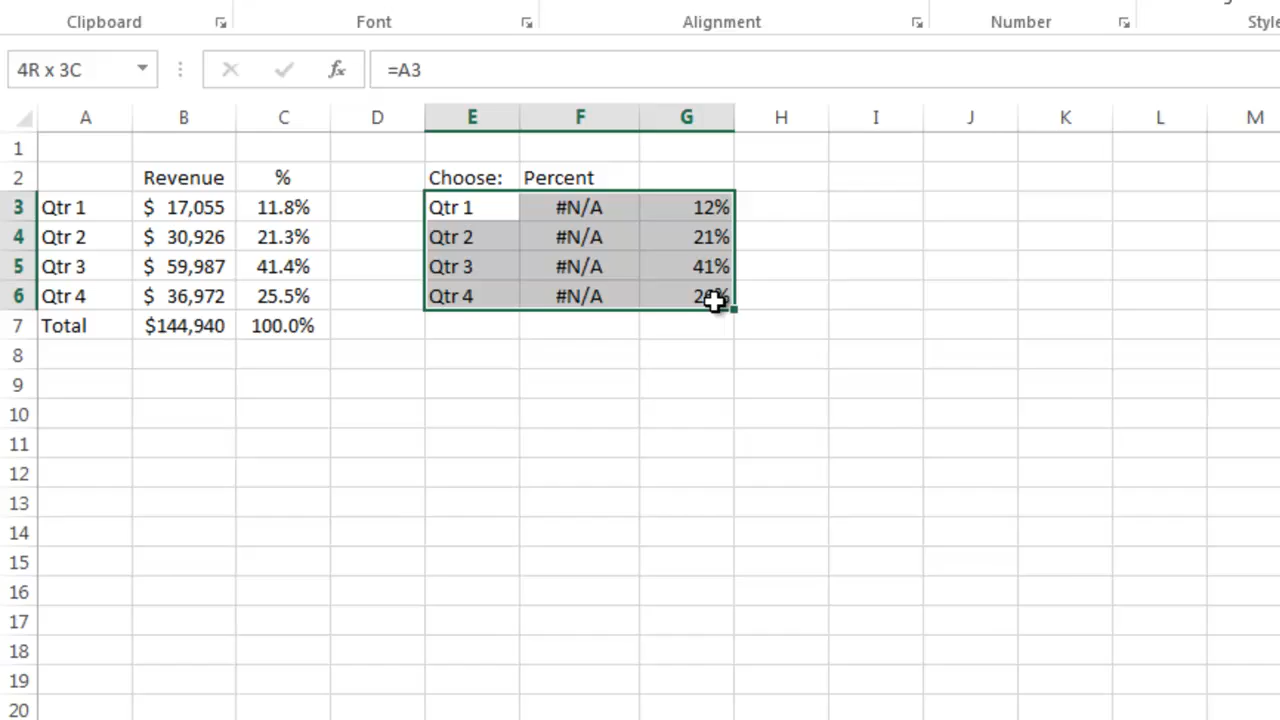 Clipboard Font Alignment Number Style
4R x 3C fx =A3
A B C D E F G H I J K L M
1
2 Revenue % Choose: Percent
3 Qtr 1 $ 17,055 11.8% Qtr 1 #N/A 12%
4 Qtr 2 $ 30,926 21.3% Qtr 2 #N/A 21%
5 Qtr 3 $ 59,987 41.4% Qtr 3 #N/A 41%
6 Qtr 4 $ 36,972 25.5% Qtr 4 #N/A
7 Total $144,940 100.0%
8
9
10
11
12
13
14
15
16
17
18
19
20